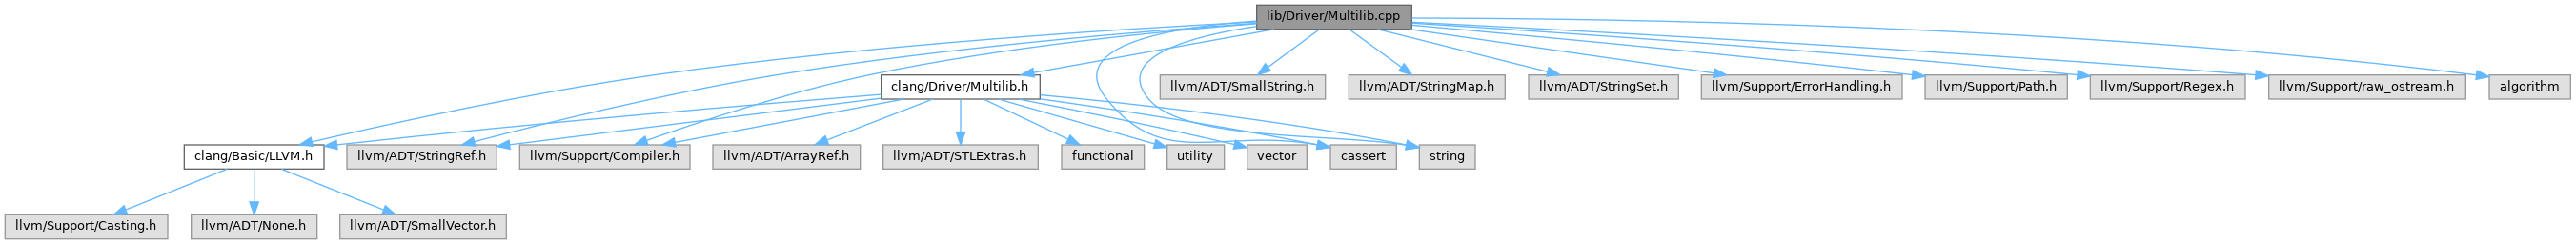 lib/Driver/Multilib.cpp
clang/Driver/Multilib.h
llvm/ADT/SmallString.h
llvm/ADT/StringMap.h
llvm/ADT/StringSet.h
llvm/Support/ErrorHandling.h
llvm/Support/Path.h
llvm/Support/Regex.h
llvm/Support/raw_ostream.h
algorithm
clang/Basic/LLVM.h
llvm/ADT/StringRef.h
llvm/Support/Compiler.h
llvm/ADT/ArrayRef.h
llvm/ADT/STLExtras.h
functional
utility
vector
cassert
string
llvm/Support/Casting.h
llvm/ADT/None.h
llvm/ADT/SmallVector.h